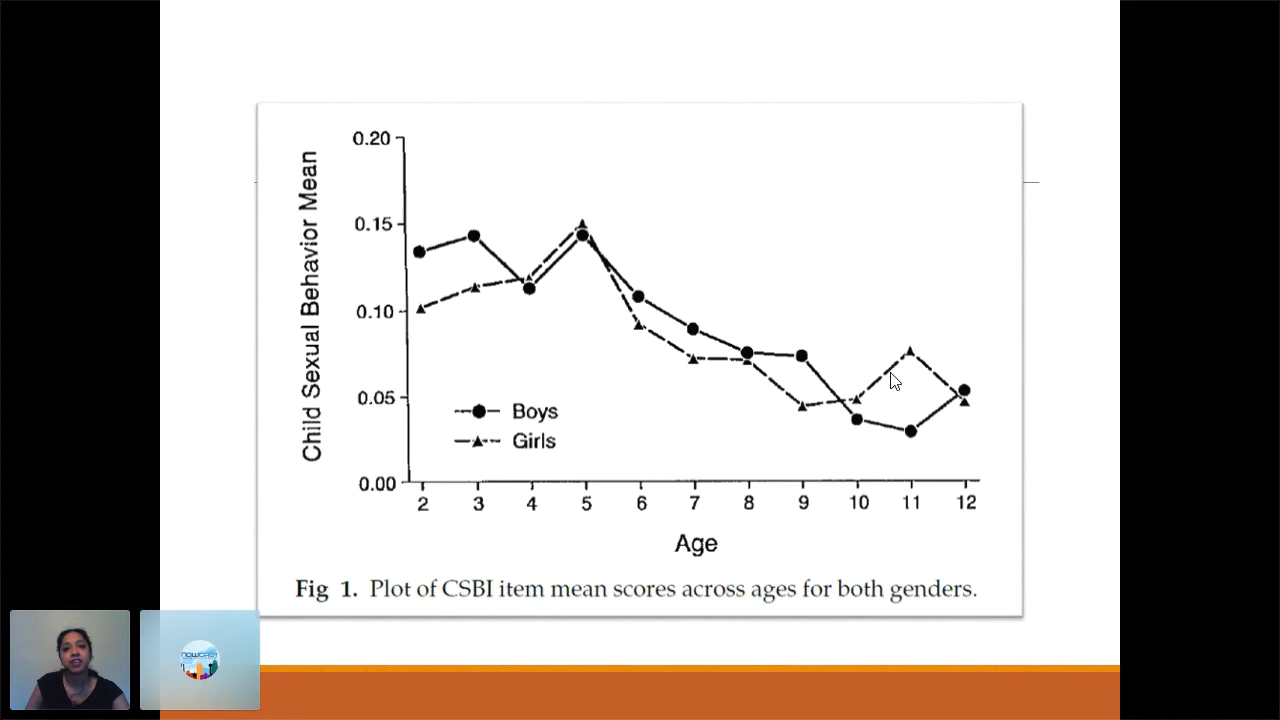 Child Sexual Behavior Mean
0.20
0.15
0.10
0.05
0.00
Boys
Girls
2 3 4 5 6 7 8 9 10 11 12
Age
Fig 1. Plot of CSBI item mean scores across ages for both genders.
NOWCAST